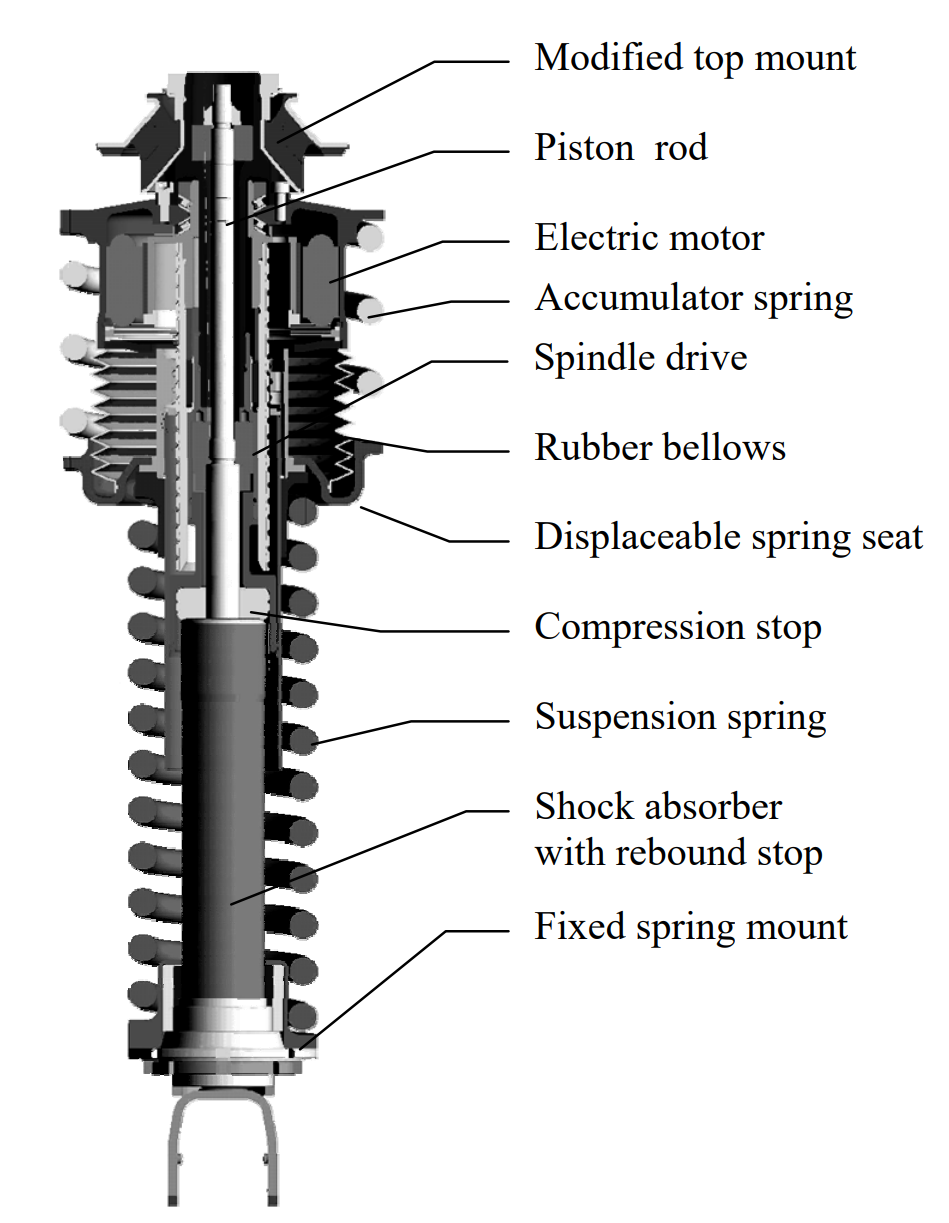 Modified top mount
Piston rod
Electric motor
Accumulator spring
Spindle drive
Rubber bellows
Displaceable spring seat
Compression stop
Suspension spring
Shock absorber
with rebound stop
Fixed spring mount